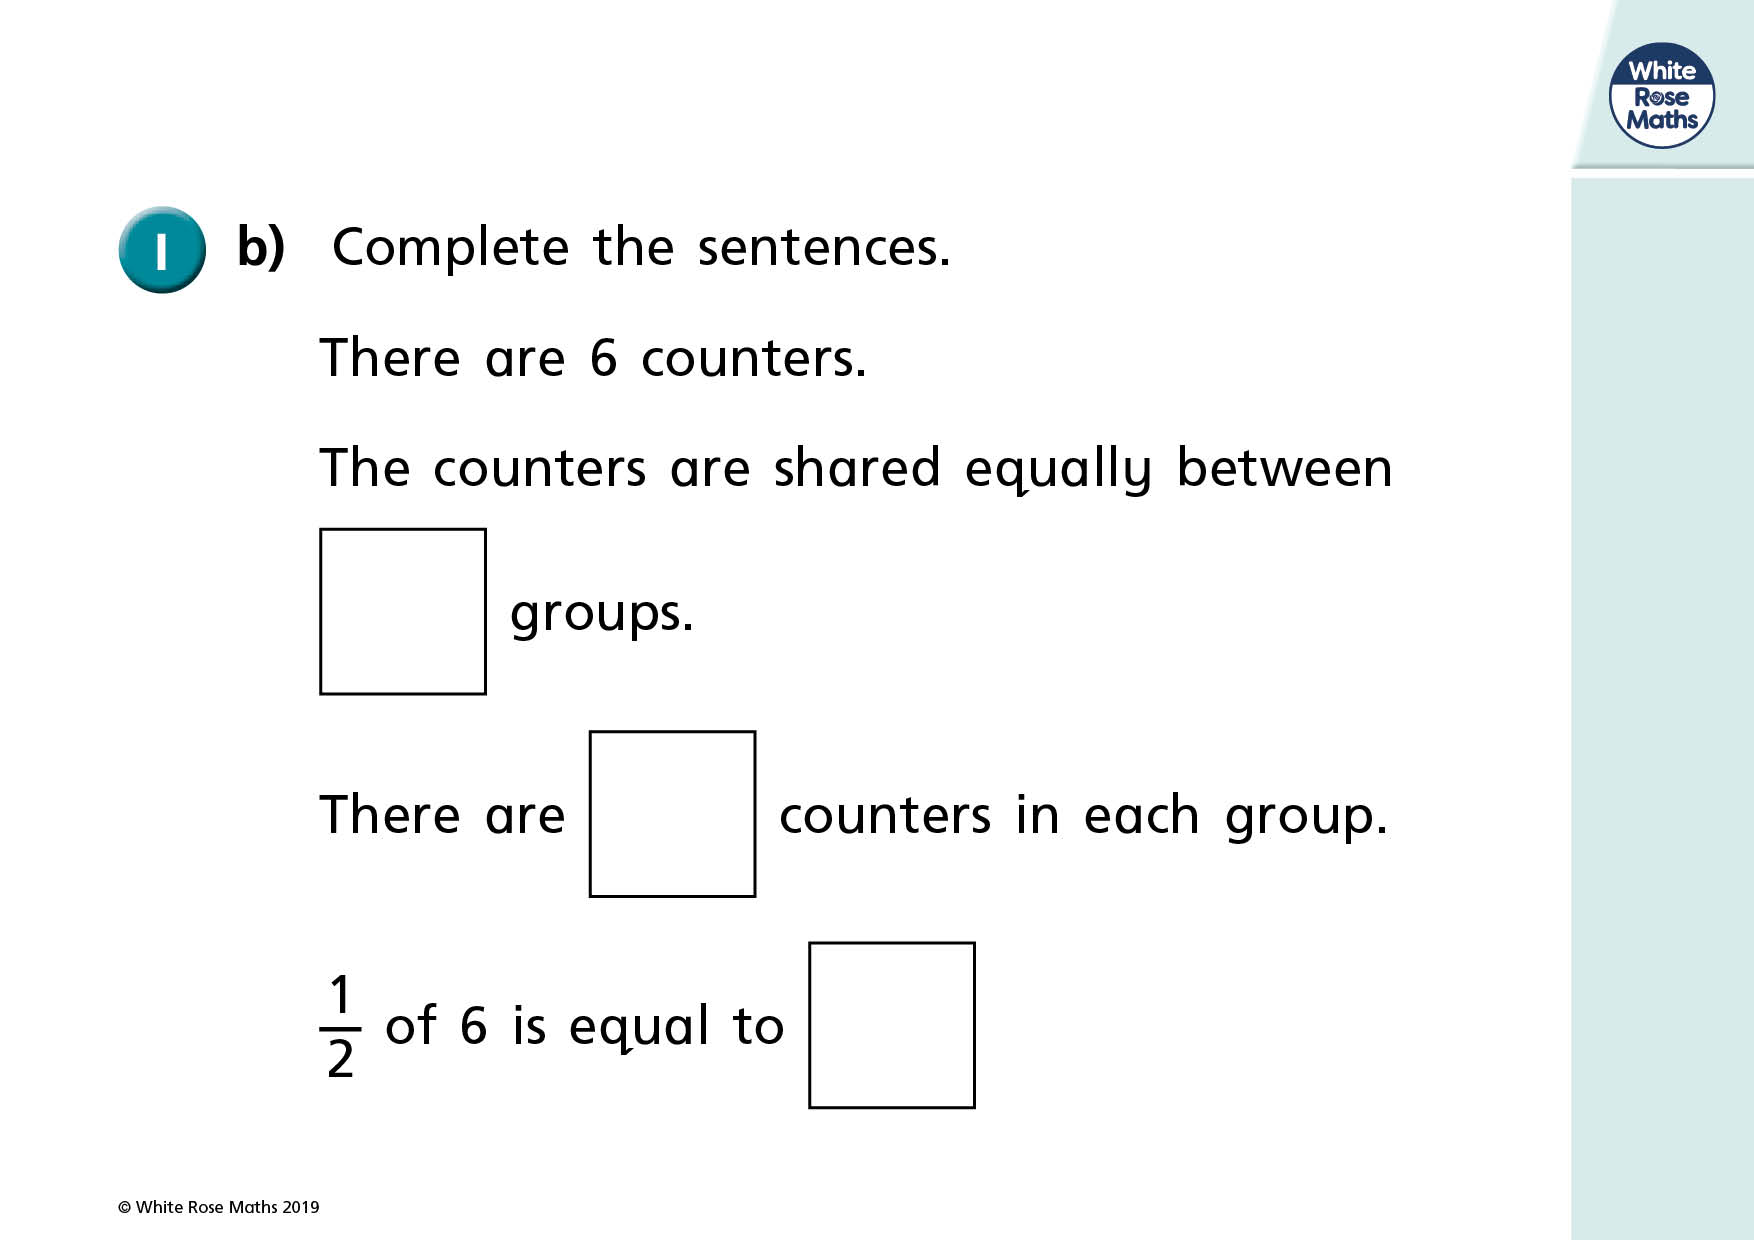 White
Rose
Maths
1 b) Complete the sentences.
There are 6 counters.
The counters are shared equally between
groups.
There are counters in each group.
1/2 of 6 is equal to
© White Rose Maths 2019